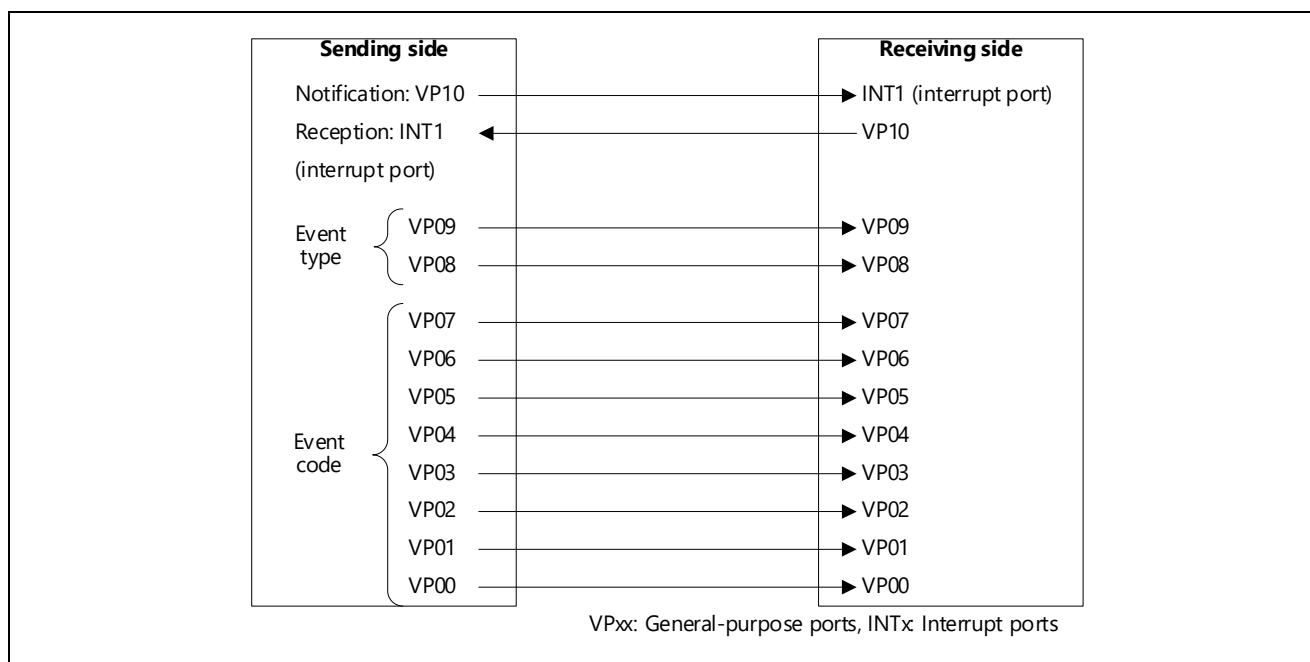 Sending side
Receiving side
Notification: VP10
INT1 (interrupt port)
Reception: INT1
(interrupt port)
VP10
Event
type
VP09
VP09
VP08
VP08
Event
code
VP07
VP07
VP06
VP06
VP05
VP05
VP04
VP04
VP03
VP03
VP02
VP02
VP01
VP01
VP00
VP00
VPxx: General-purpose ports, INTx: Interrupt ports